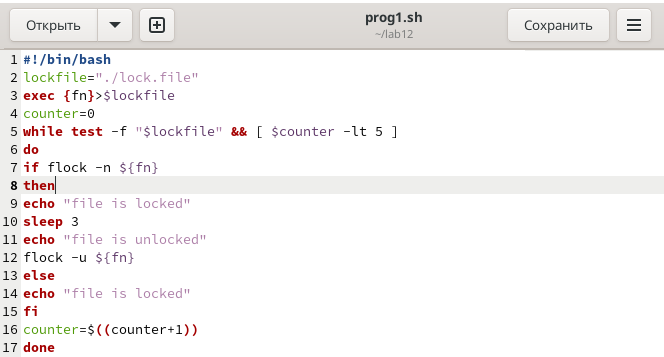 Открыть prog1.sh Сохранить
~/lab12
1 #!/bin/bash
2 lockfile="./lock.file"
3 exec {fn}>$lockfile
4 counter=0
5 while test -f "$lockfile" && [ $counter -lt 5 ]
6 do
7 if flock -n ${fn}
8 then
9 echo "file is locked"
10 sleep 3
11 echo "file is unlocked"
12 flock -u ${fn}
13 else
14 echo "file is locked"
15 fi
16 counter=$((counter+1))
17 done